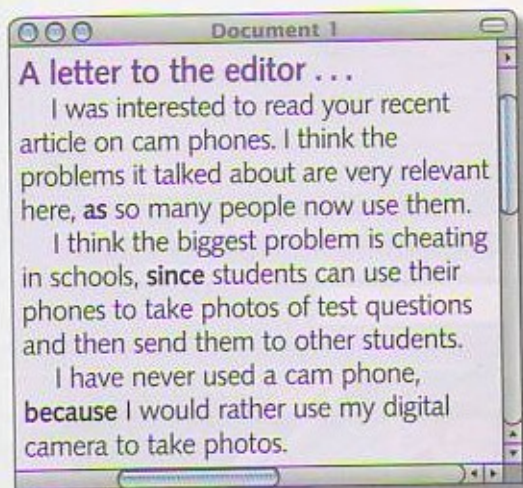 Document 1
A letter to the editor . . .
I was interested to read your recent
article on cam phones. I think the
problems it talked about are very relevant
here, as so many people now use them.
I think the biggest problem is cheating
in schools, since students can use their
phones to take photos of test questions
and then send them to other students.
I have never used a cam phone,
because I would rather use my digital
camera to take photos.